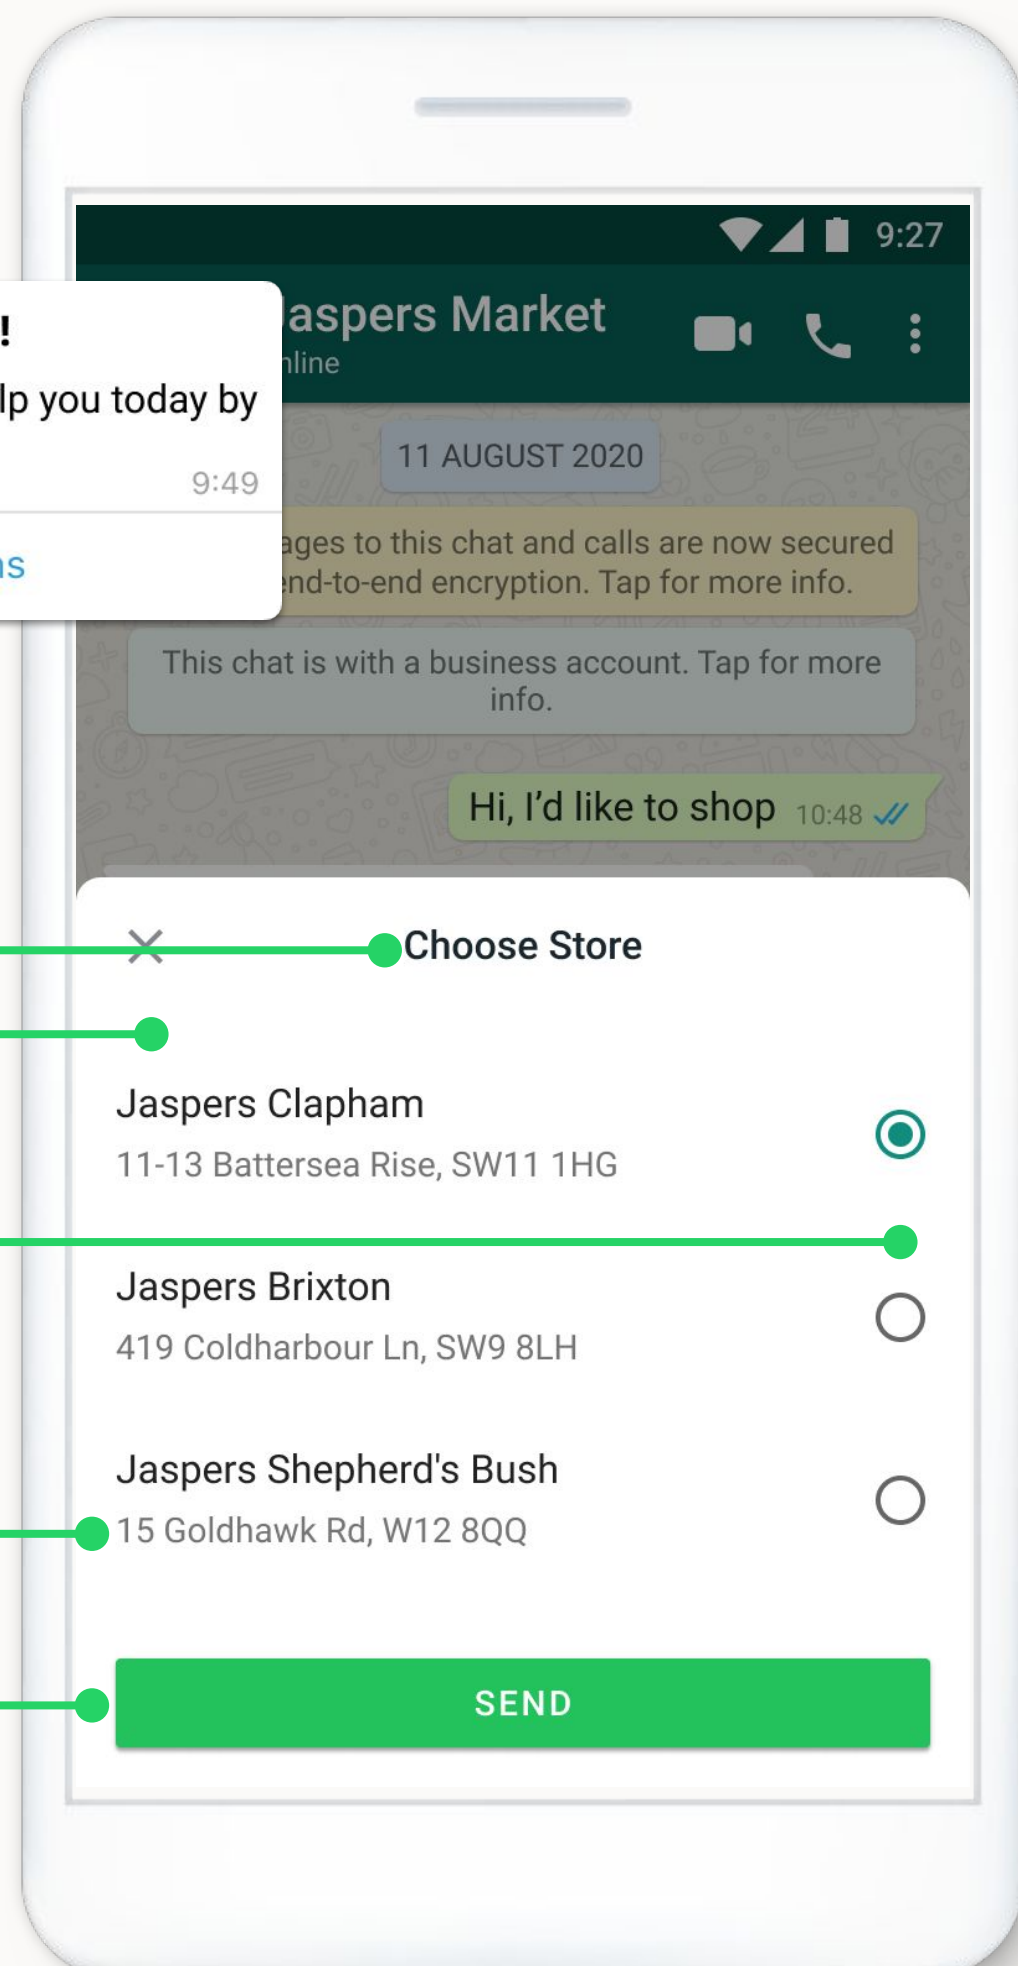 9:27
aspers Market
nline
!
lp you today by
9:49
11 AUGUST 2020
ages to this chat and calls are now secured
end-to-end encryption. Tap for more info.
This chat is with a business account. Tap for more
info.
Hi, I’d like to shop 10:48
Choose Store
Jaspers Clapham
11-13 Battersea Rise, SW11 1HG
Jaspers Brixton
419 Coldharbour Ln, SW9 8LH
Jaspers Shepherd's Bush
15 Goldhawk Rd, W12 8QQ
SEND